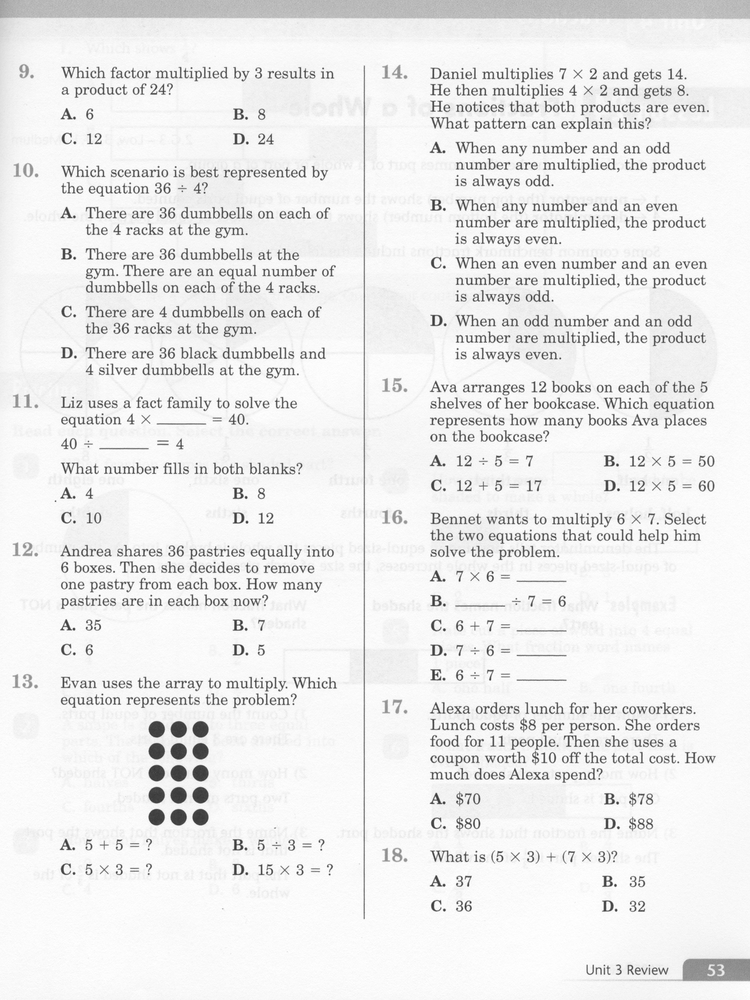 9. Which factor multiplied by 3 results in
a product of 24?
A. 6 B. 8
C. 12 D. 24
10. Which scenario is best represented by
the equation 36 ÷ 4?
A. There are 36 dumbbells on each of
the 4 racks at the gym.
B. There are 36 dumbbells at the
gym. There are an equal number of
dumbbells on each of the 4 racks.
C. There are 4 dumbbells on each of
the 36 racks at the gym.
D. There are 36 black dumbbells and
4 silver dumbbells at the gym.
11. Liz uses a fact family to solve the
equation 4 × ______ = 40.
40 ÷ ______ = 4
What number fills in both blanks?
A. 4 B. 8
C. 10 D. 12
12. Andrea shares 36 pastries equally into
6 boxes. Then she decides to remove
one pastry from each box. How many
pastries are in each box now?
A. 35 B. 7
C. 6 D. 5
13. Evan uses the array to multiply. Which
equation represents the problem?
A. 5 + 5 = ? B. 5 ÷ 3 = ?
C. 5 × 3 = ? D. 15 × 3 = ?
14. Daniel multiplies 7 × 2 and gets 14.
He then multiplies 4 × 2 and gets 8.
He notices that both products are even.
What pattern can explain this?
A. When any number and an odd
number are multiplied, the product
is always odd.
B. When any number and an even
number are multiplied, the product
is always even.
C. When an even number and an even
number are multiplied, the product
is always odd.
D. When an odd number and an odd
number are multiplied, the product
is always even.
15. Ava arranges 12 books on each of the 5
shelves of her bookcase. Which equation
represents how many books Ava places
on the bookcase?
A. 12 ÷ 5 = 7 B. 12 × 5 = 50
C. 12 + 5 = 17 D. 12 × 5 = 60
16. Bennet wants to multiply 6 × 7. Select
the two equations that could help him
solve the problem.
A. 7 × 6 = ______
B. ______ ÷ 7 = 6
C. 6 + 7 = ______
D. 7 ÷ 6 = ______
E. 6 ÷ 7 = ______
17. Alexa orders lunch for her coworkers.
Lunch costs $8 per person. She orders
food for 11 people. Then she uses a
coupon worth $10 off the total cost. How
much does Alexa spend?
A. $70 B. $78
C. $80 D. $88
18. What is (5 × 3) + (7 × 3)?
A. 37 B. 35
C. 36 D. 32
Unit 3 Review 53